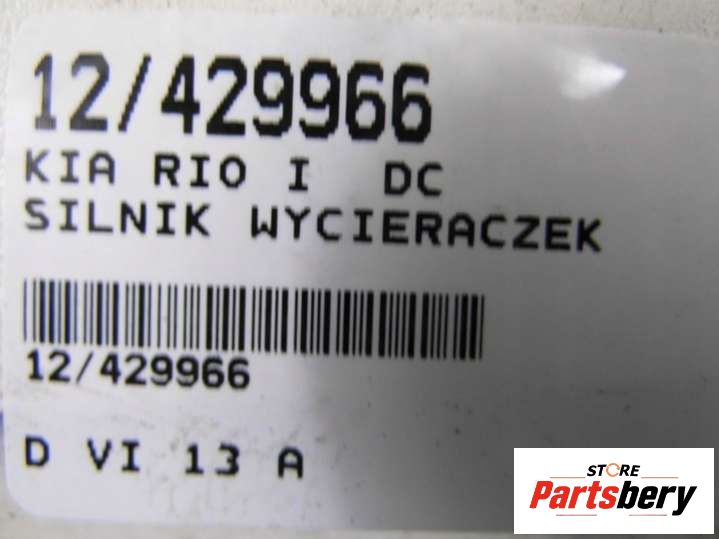 12/429966
KIA RIO I DC
SILNIK WYCIERACZEK
12/429966
D VI 13 A
STORE
Partsbery